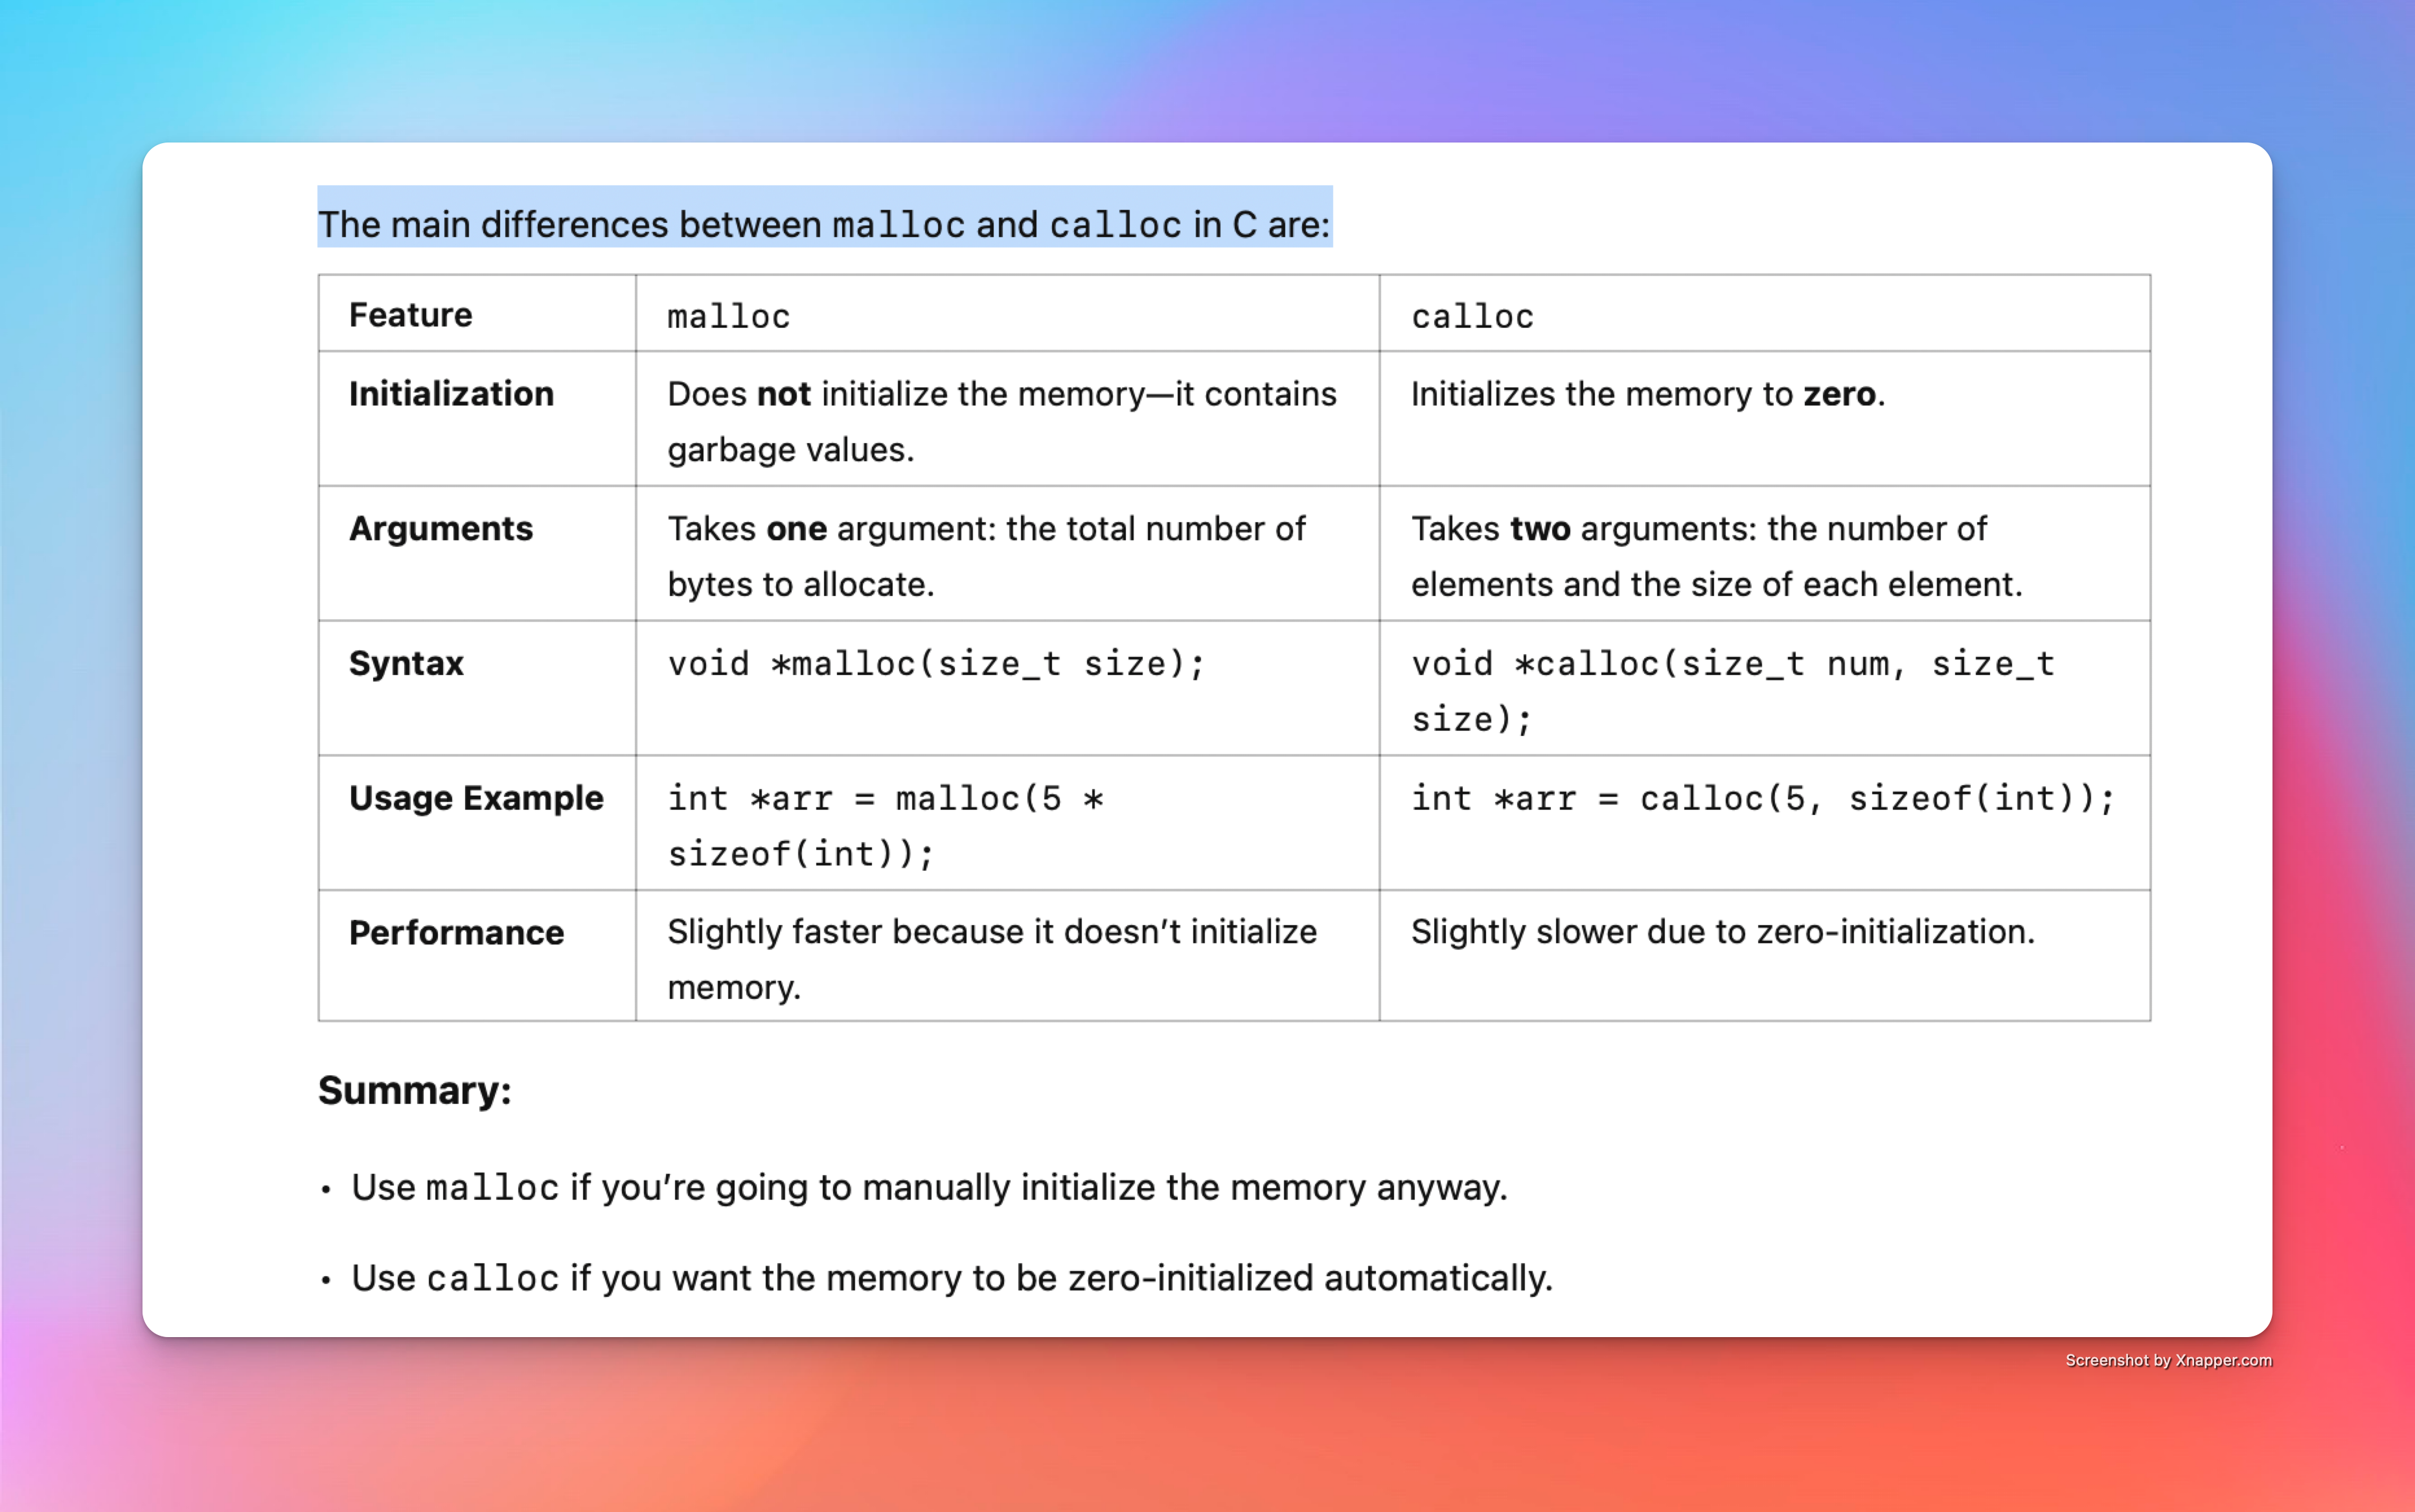 The main differences between malloc and calloc in C are:
Feature
malloc
calloc
Initialization
Does not initialize the memory—it contains
garbage values.
Initializes the memory to zero.
Arguments
Takes one argument: the total number of
bytes to allocate.
Takes two arguments: the number of
elements and the size of each element.
Syntax
void *malloc(size_t size);
void *calloc(size_t num, size_t
size);
Usage Example
int *arr = malloc(5 *
sizeof(int));
int *arr = calloc(5, sizeof(int));
Performance
Slightly faster because it doesn’t initialize
memory.
Slightly slower due to zero-initialization.
Summary:
• Use malloc if you’re going to manually initialize the memory anyway.
• Use calloc if you want the memory to be zero-initialized automatically.
Screenshot by Xnapper.com